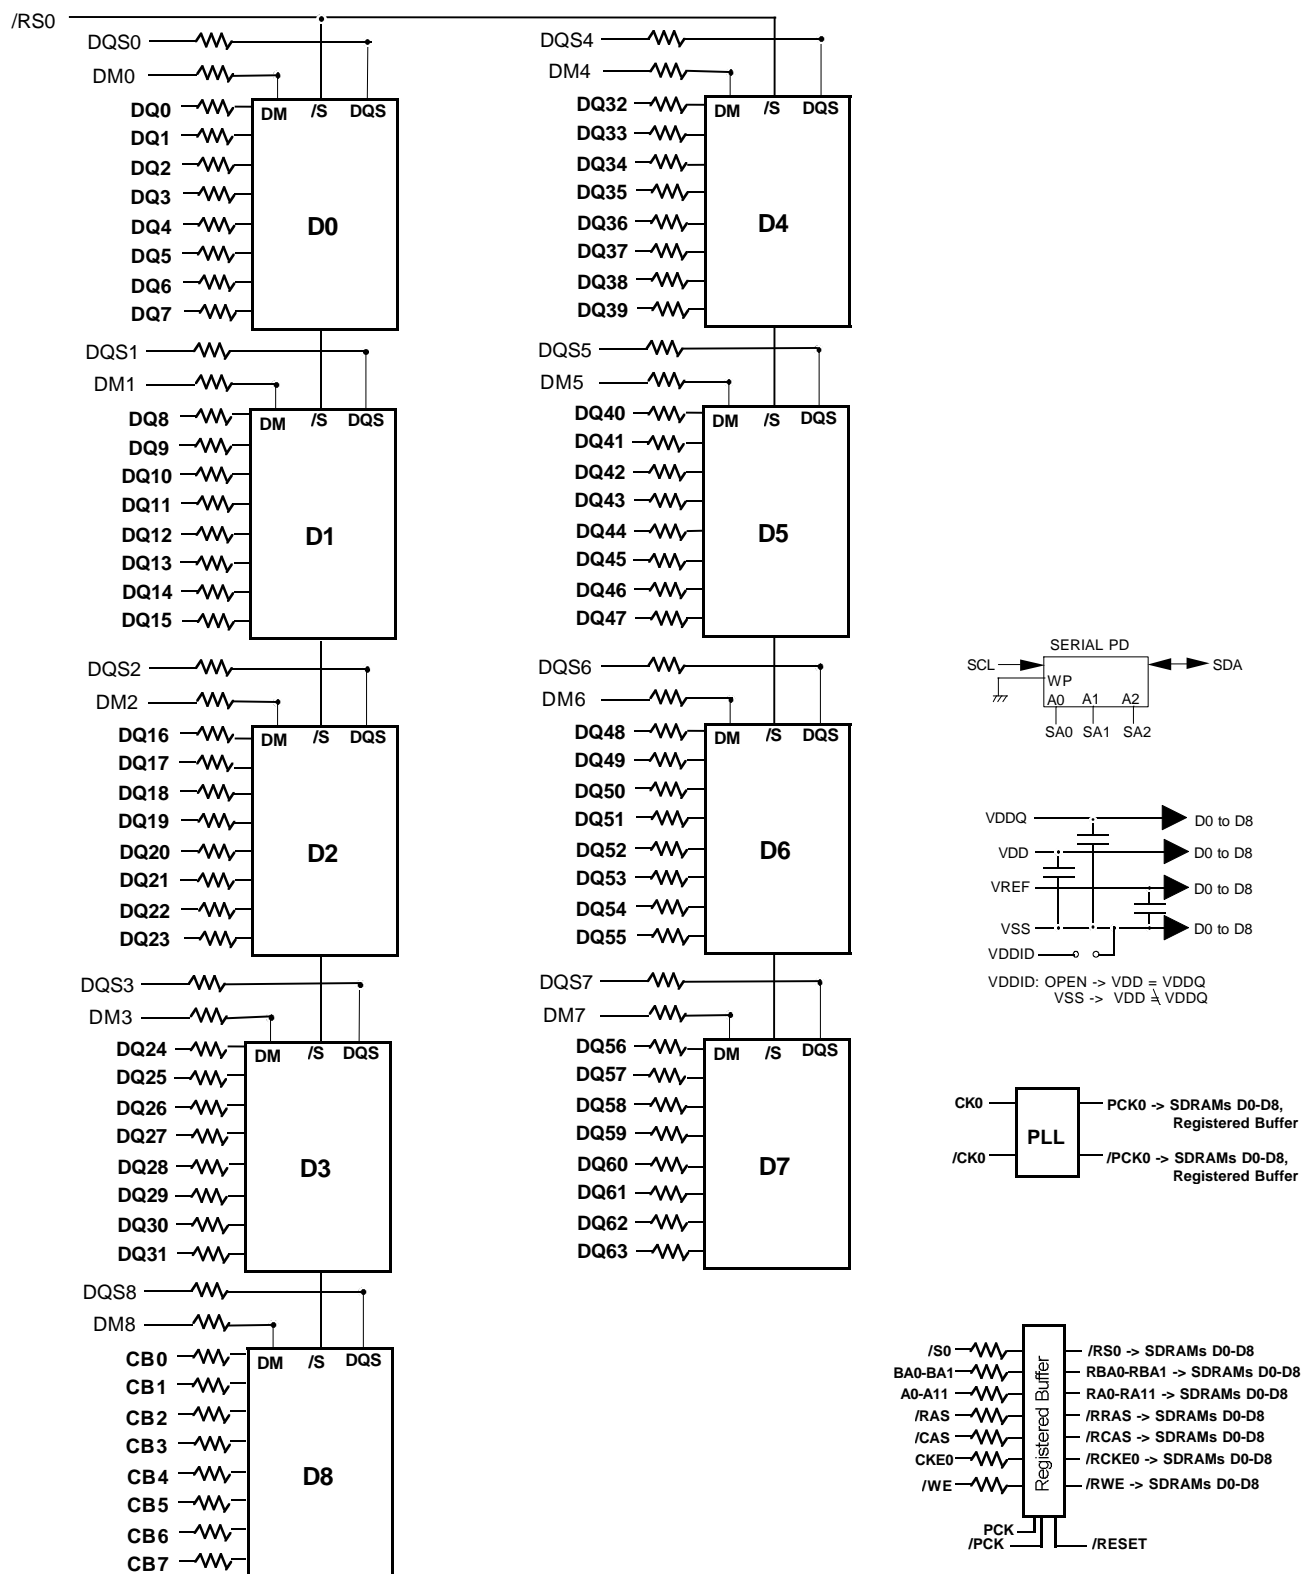 /RS0
DQS0
DM0
DM /S DQS
DQ0
DQ1
DQ2
DQ3
DQ4
DQ5
DQ6
DQ7
D0
DQS1
DM1
DM /S DQS
DQ8
DQ9
DQ10
DQ11
DQ12
DQ13
DQ14
DQ15
D1
DQS2
DM2
DM /S DQS
DQ16
DQ17
DQ18
DQ19
DQ20
DQ21
DQ22
DQ23
D2
DQS3
DM3
DM /S DQS
DQ24
DQ25
DQ26
DQ27
DQ28
DQ29
DQ30
DQ31
D3
DQS8
DM8
DM /S DQS
CB0
CB1
CB2
CB3
CB4
CB5
CB6
CB7
D8
DQS4
DM4
DM /S DQS
DQ32
DQ33
DQ34
DQ35
DQ36
DQ37
DQ38
DQ39
D4
DQS5
DM5
DM /S DQS
DQ40
DQ41
DQ42
DQ43
DQ44
DQ45
DQ46
DQ47
D5
DQS6
DM6
DM /S DQS
DQ48
DQ49
DQ50
DQ51
DQ52
DQ53
DQ54
DQ55
D6
DQS7
DM7
DM /S DQS
DQ56
DQ57
DQ58
DQ59
DQ60
DQ61
DQ62
DQ63
D7
SERIAL PD
SCL SDA
WP
A0 A1 A2
SA0 SA1 SA2
VDDQ D0 to D8
VDD D0 to D8
VREF D0 to D8
VSS D0 to D8
VDDID
VDDID: OPEN -> VDD = VDDQ
VSS -> VDD ≠ VDDQ
CK0 PCK0 -> SDRAMs D0-D8,
Registered Buffer
PLL
/CK0 /PCK0 -> SDRAMs D0-D8,
Registered Buffer
/S0 /RS0 -> SDRAMs D0-D8
BA0-BA1 RBA0-RBA1 -> SDRAMs D0-D8
A0-A11 RA0-RA11 -> SDRAMs D0-D8
/RAS /RRAS -> SDRAMs D0-D8
/CAS /RCAS -> SDRAMs D0-D8
CKE0 /RCKE0 -> SDRAMs D0-D8
/WE /RWE -> SDRAMs D0-D8
Registered Buffer
PCK
/PCK /RESET